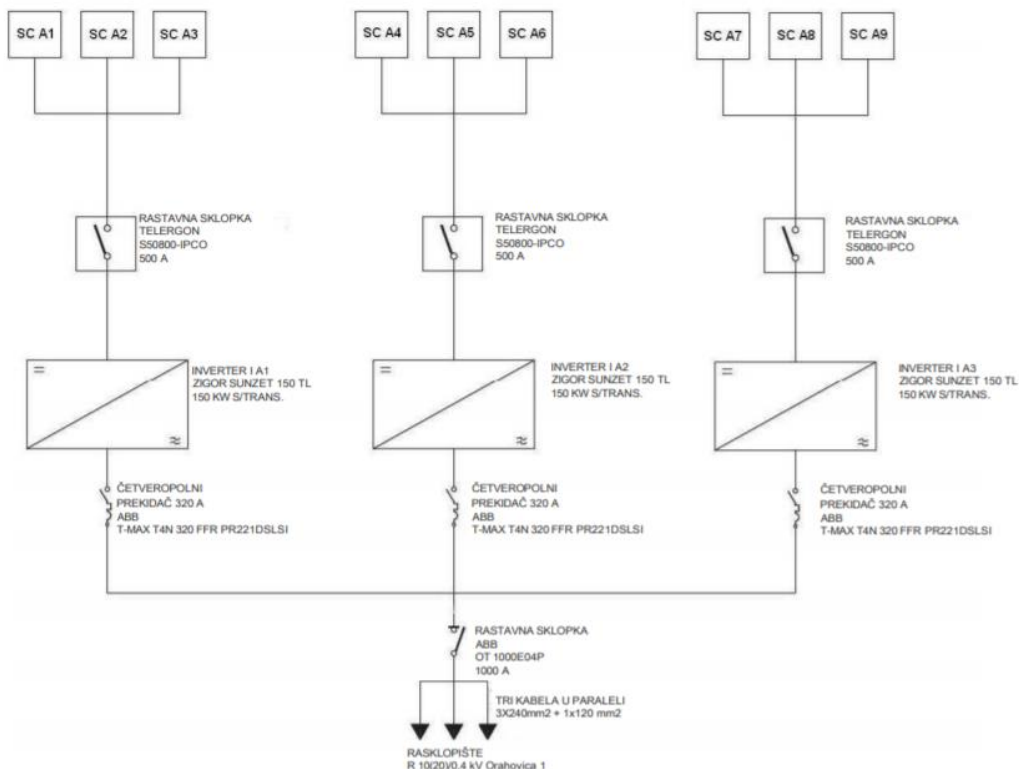 SC A1
SC A2
SC A3
SC A4
SC A5
SC A6
SC A7
SC A8
SC A9
RASTAVNA SKLOPKA
TELERGON
S50800-IPCO
500 A
RASTAVNA SKLOPKA
TELERGON
S50800-IPCO
500 A
RASTAVNA SKLOPKA
TELERGON
S50800-IPCO
500 A
INVERTER I A1
ZIGOR SUNZET 150 TL
150 KW S/TRANS.
INVERTER I A2
ZIGOR SUNZET 150 TL
150 KW S/TRANS.
INVERTER I A3
ZIGOR SUNZET 150 TL
150 KW S/TRANS.
ČETVEROPOLNI
PREKIDAČ 320 A
ABB
T-MAX T4N 320 FFR PR221DSLSI
ČETVEROPOLNI
PREKIDAČ 320 A
ABB
T-MAX T4N 320 FFR PR221DSLSI
ČETVEROPOLNI
PREKIDAČ 320 A
ABB
T-MAX T4N 320 FFR PR221DSLSI
RASTAVNA SKLOPKA
ABB
OT 1000E04P
1000 A
TRI KABELA U PARALELI
3X240mm2 + 1x120 mm2
RASKLOPIŠTE
R 10(20)/0,4 kV Orahovica 1